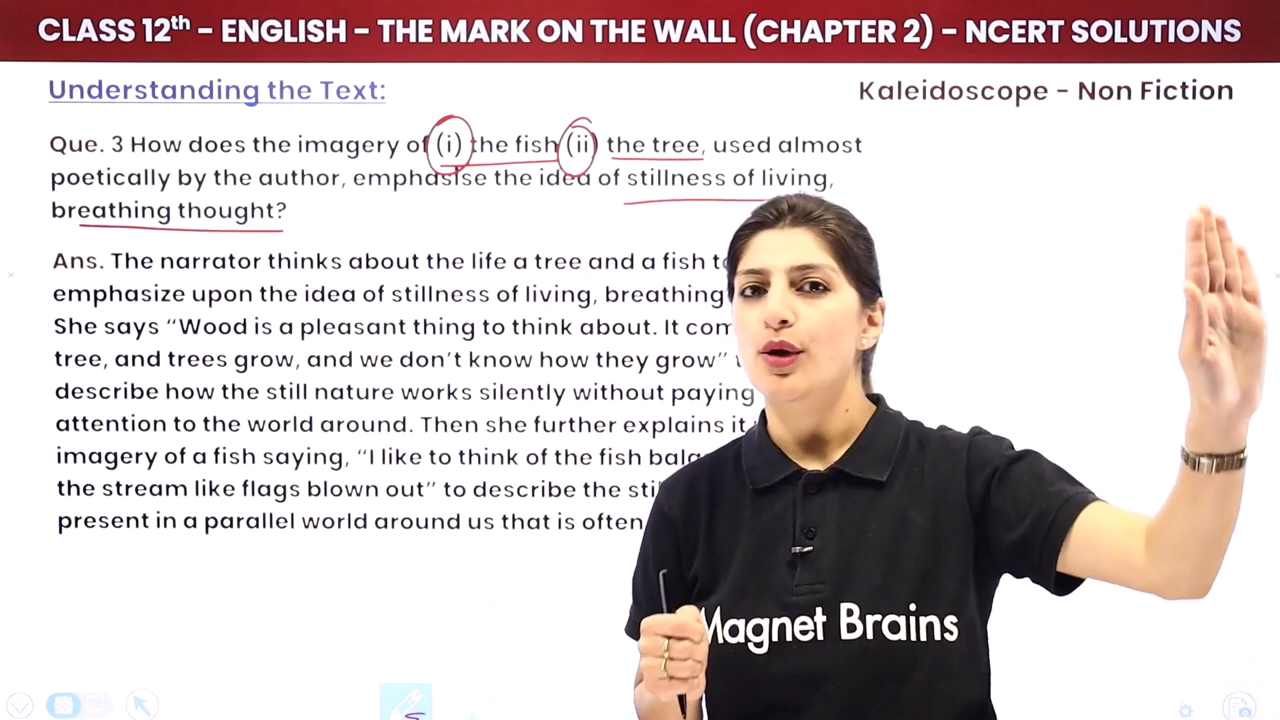 CLASS 12th - ENGLISH - THE MARK ON THE WALL (CHAPTER 2) - NCERT SOLUTIONS
Understanding the Text:
Kaleidoscope - Non Fiction
Que. 3 How does the imagery of (i) the fish (ii) the tree, used almost
poetically by the author, emphasise the idea of stillness of living,
breathing thought?
Ans. The narrator thinks about the life a tree and a fish
emphasize upon the idea of stillness of living, breathing
She says “Wood is a pleasant thing to think about. It
tree, and trees grow, and we don’t know how they grow”
describe how the still nature works silently without paying
attention to the world around. Then she further explains it
imagery of a fish saying, “I like to think of the fish
the stream like flags blown out” to describe the
present in a parallel world around us that is often
Magnet Brains